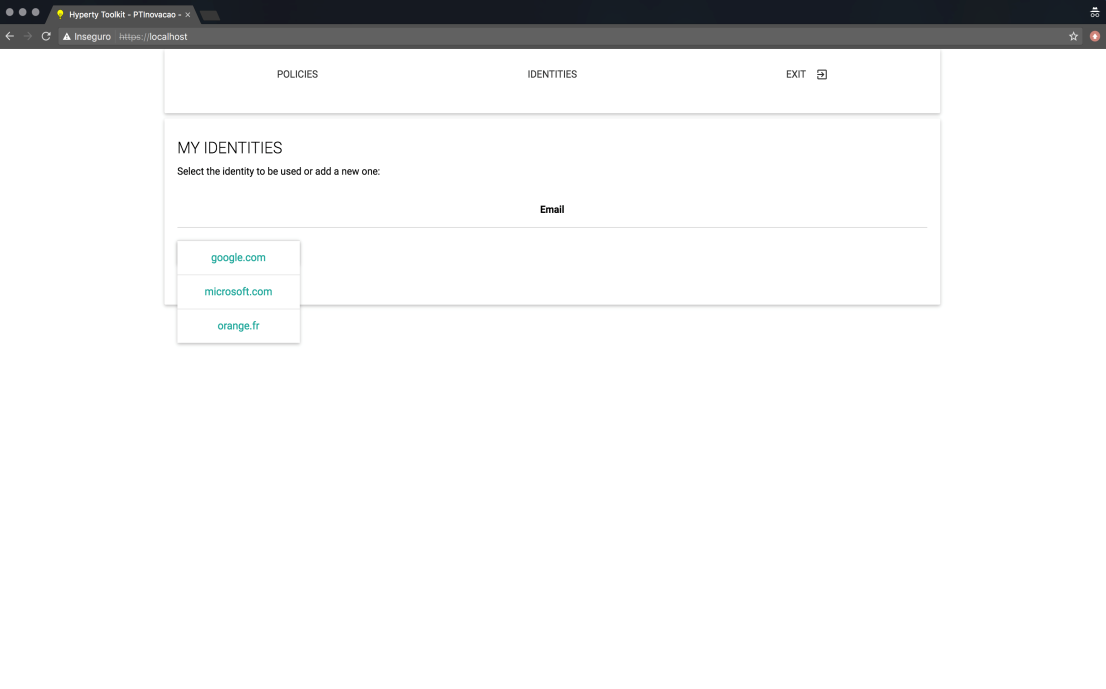 Hyperty Toolkit - PTInovacao -
Inseguro https://localhost
POLICIES IDENTITIES EXIT
MY IDENTITIES
Select the identity to be used or add a new one:
Email
google.com
microsoft.com
orange.fr